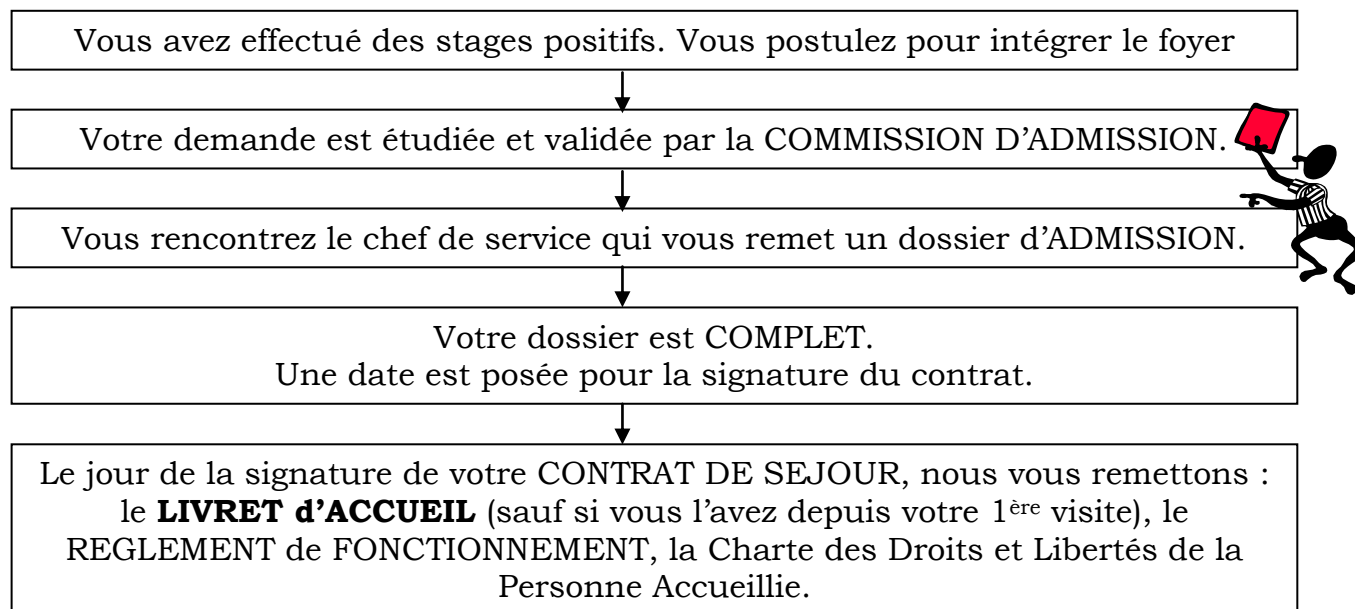 Vous avez effectué des stages positifs. Vous postulez pour intégrer le foyer
Votre demande est étudiée et validée par la COMMISSION D’ADMISSION.
Vous rencontrez le chef de service qui vous remet un dossier d’ADMISSION.
Votre dossier est COMPLET.
Une date est posée pour la signature du contrat.
Le jour de la signature de votre CONTRAT DE SEJOUR, nous vous remettons :
le LIVRET d’ACCUEIL (sauf si vous l’avez depuis votre 1ère visite), le
REGLEMENT de FONCTIONNEMENT, la Charte des Droits et Libertés de la
Personne Accueillie.